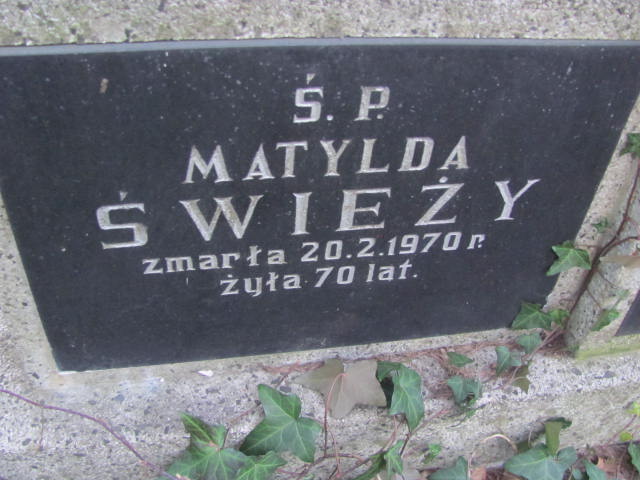 Ś. P.
MATYLDA
ŚWIEŻY
zmarła 20.2.1970 r.
żyła 70 lat.